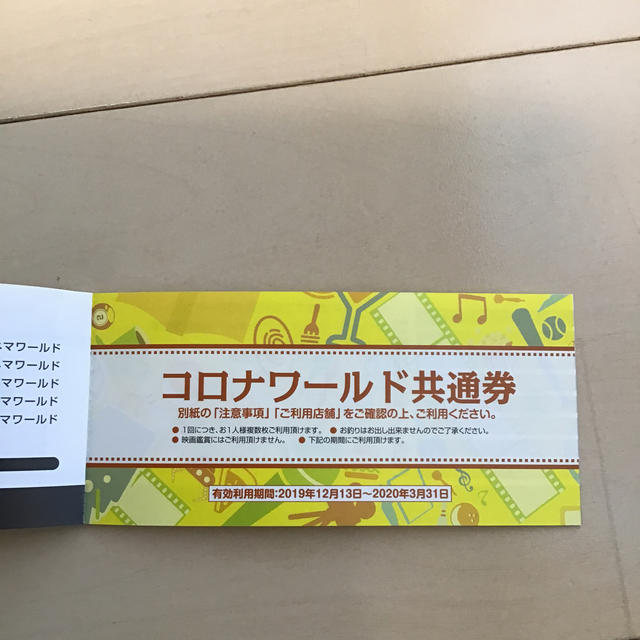 マワールド
マワールド
マワールド
マワールド
マワールド
コロナワールド共通券
別紙の「注意事項」「ご利用店舗」をご確認の上、ご利用ください。
● 1回につき、お1人様複数枚ご利用頂けます。 ● お釣りはお出し出来ませんのでご了承ください。
● 映画鑑賞にはご利用頂けません。 ● 下記の期間にご利用頂けます。
有効利用期間:2019年12月13日〜2020年3月31日